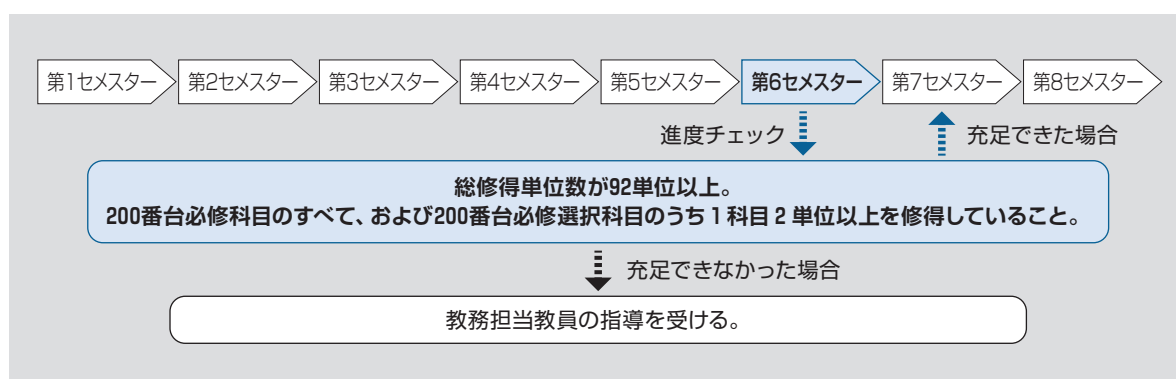 第1セメスター 第2セメスター 第3セメスター 第4セメスター 第5セメスター 第6セメスター 第7セメスター 第8セメスター
進度チェック 充足できた場合
総修得単位数が92単位以上。
200番台必修科目のすべて、および200番台必修選択科目のうち1科目2単位以上を修得していること。
充足できなかった場合
教務担当教員の指導を受ける。